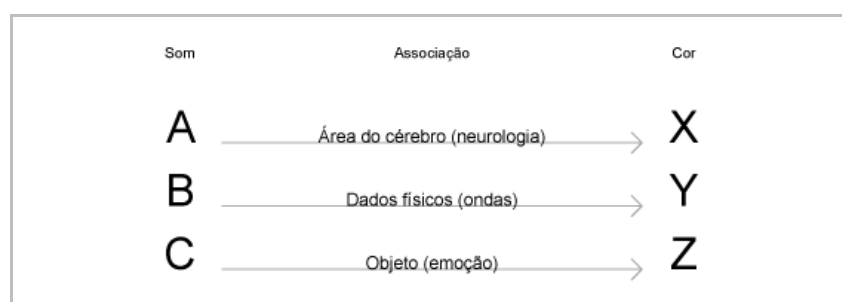 Som Associação Cor
A Área do cérebro (neurologia) X
B Dados físicos (ondas) Y
C Objeto (emoção) Z